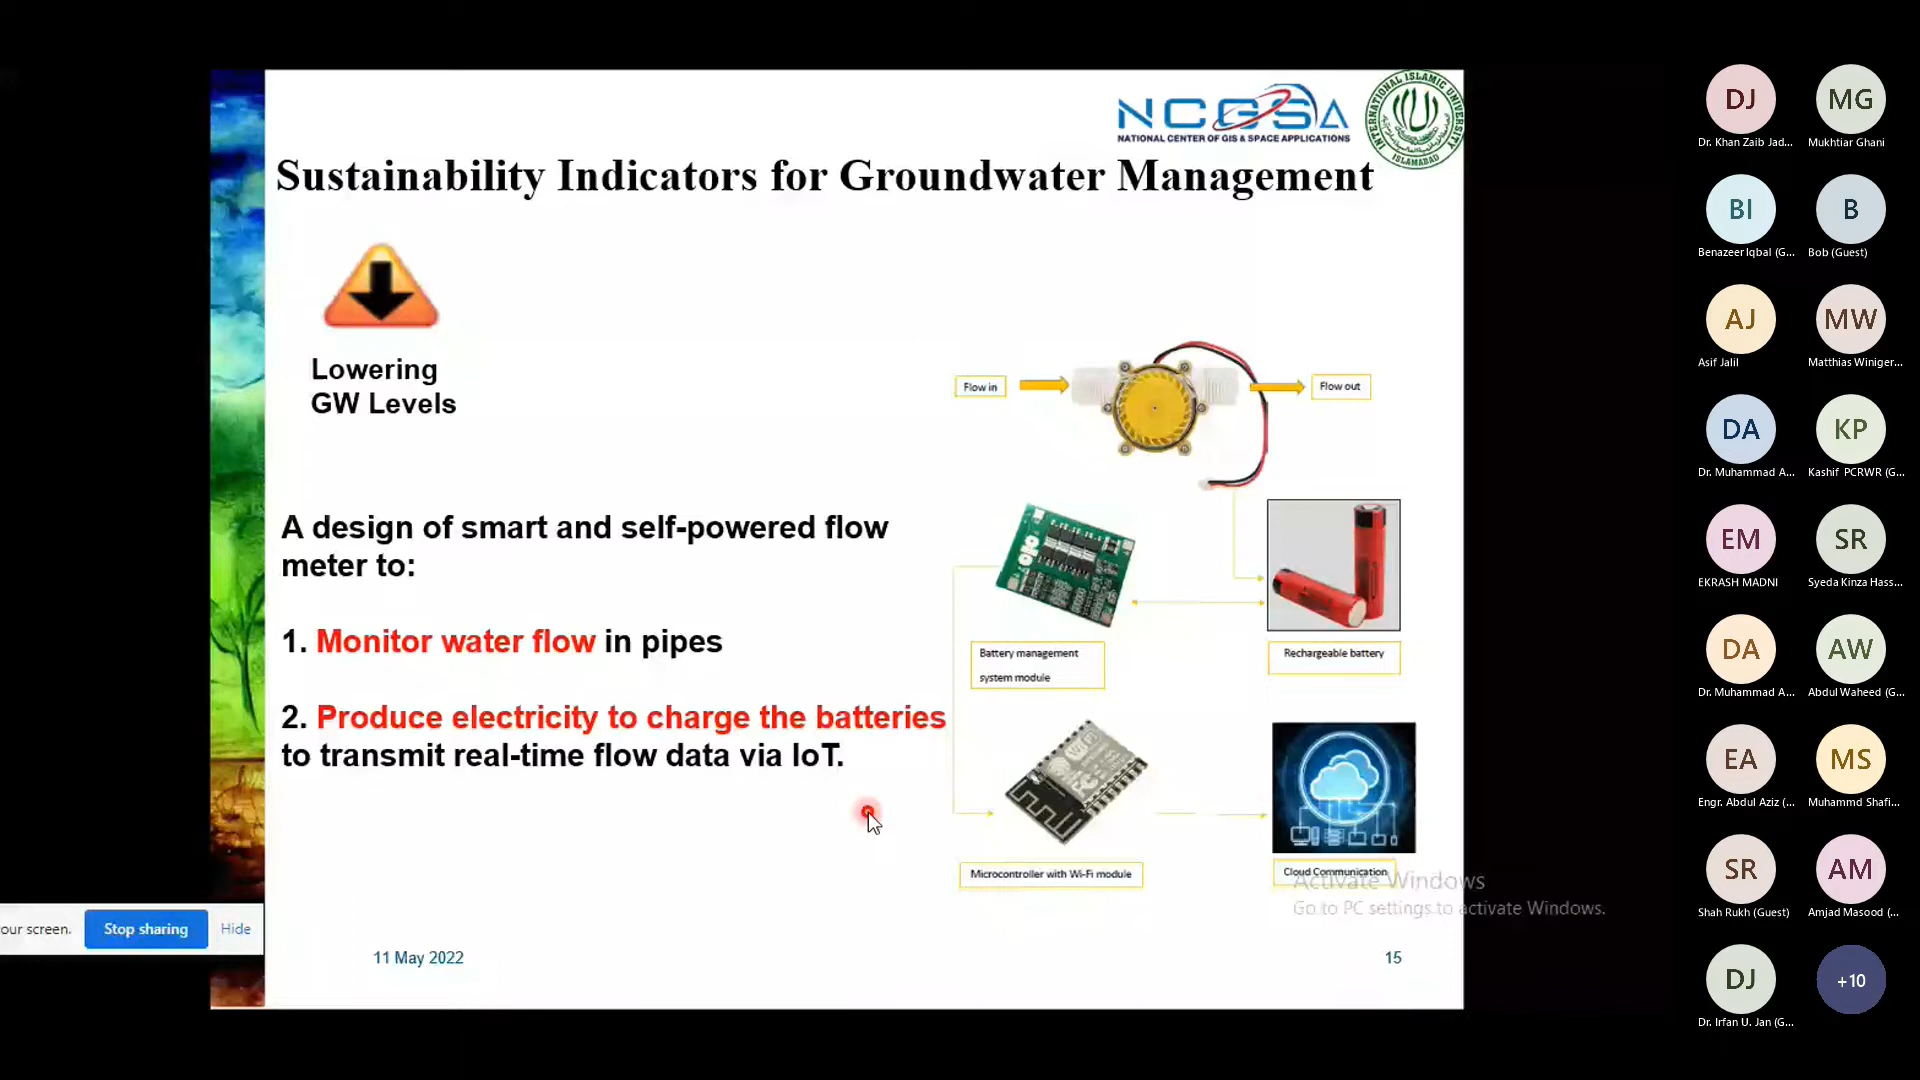 NCGSA
NATIONAL CENTER OF GIS & SPACE APPLICATIONS
INTERNATIONAL ISLAMIC UNIVERSITY
ISLAMABAD
Sustainability Indicators for Groundwater Management
Lowering
GW Levels
Flow in
Flow out
A design of smart and self-powered flow
meter to:
1. Monitor water flow in pipes
2. Produce electricity to charge the batteries
to transmit real-time flow data via IoT.
Battery management
system module
Rechargeable battery
Microcontroller with Wi-Fi module
Cloud Communication
Activate Windows
Go to PC settings to activate Windows.
our screen.
Stop sharing
Hide
11 May 2022
15
DJ
Dr. Khan Zaib Jad...
MG
Mukhtiar Ghani
BI
Benazeer Iqbal (G...
B
Bob (Guest)
AJ
Asif Jalil
MW
Matthias Winiger...
DA
Dr. Muhammad A...
KP
Kashif PCRWR (G...
EM
EKRASH MADNI
SR
Syeda Kinza Hass...
DA
Dr. Muhammad A...
AW
Abdul Waheed (G...
EA
Engr. Abdul Aziz (...
MS
Muhammd Shafi...
SR
Shah Rukh (Guest)
AM
Amjad Masood (...
DJ
Dr. Irfan U. Jan (G...
+10